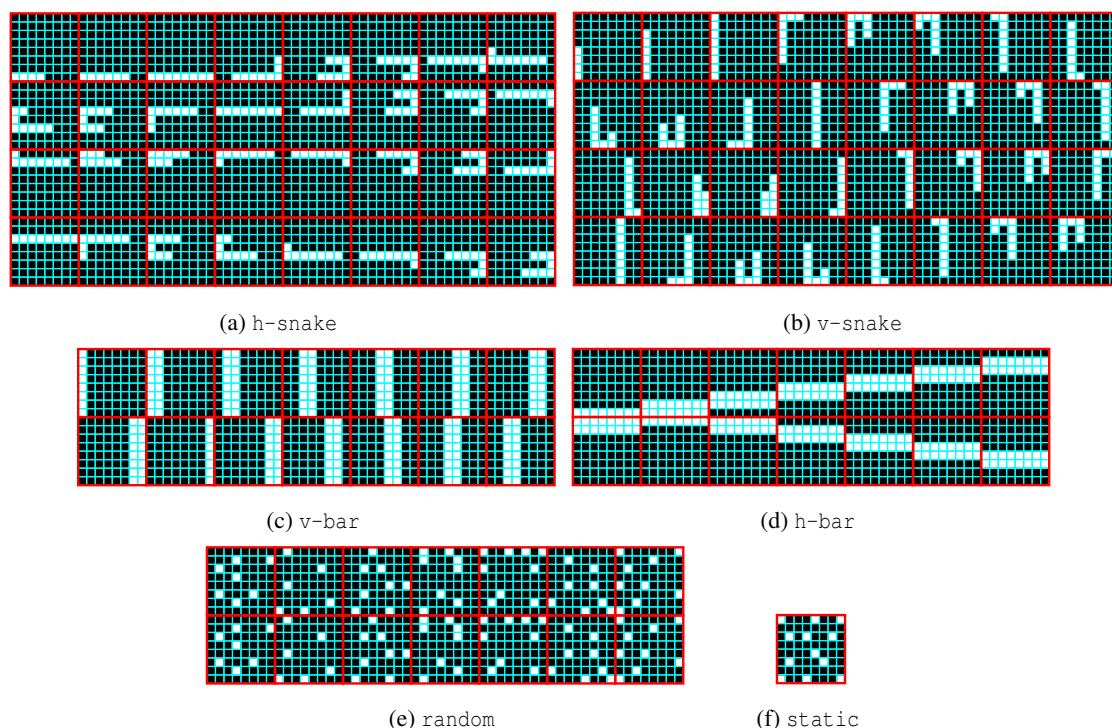 (a) h-snake
(b) v-snake
(c) v-bar
(d) h-bar
(e) random
(f) static